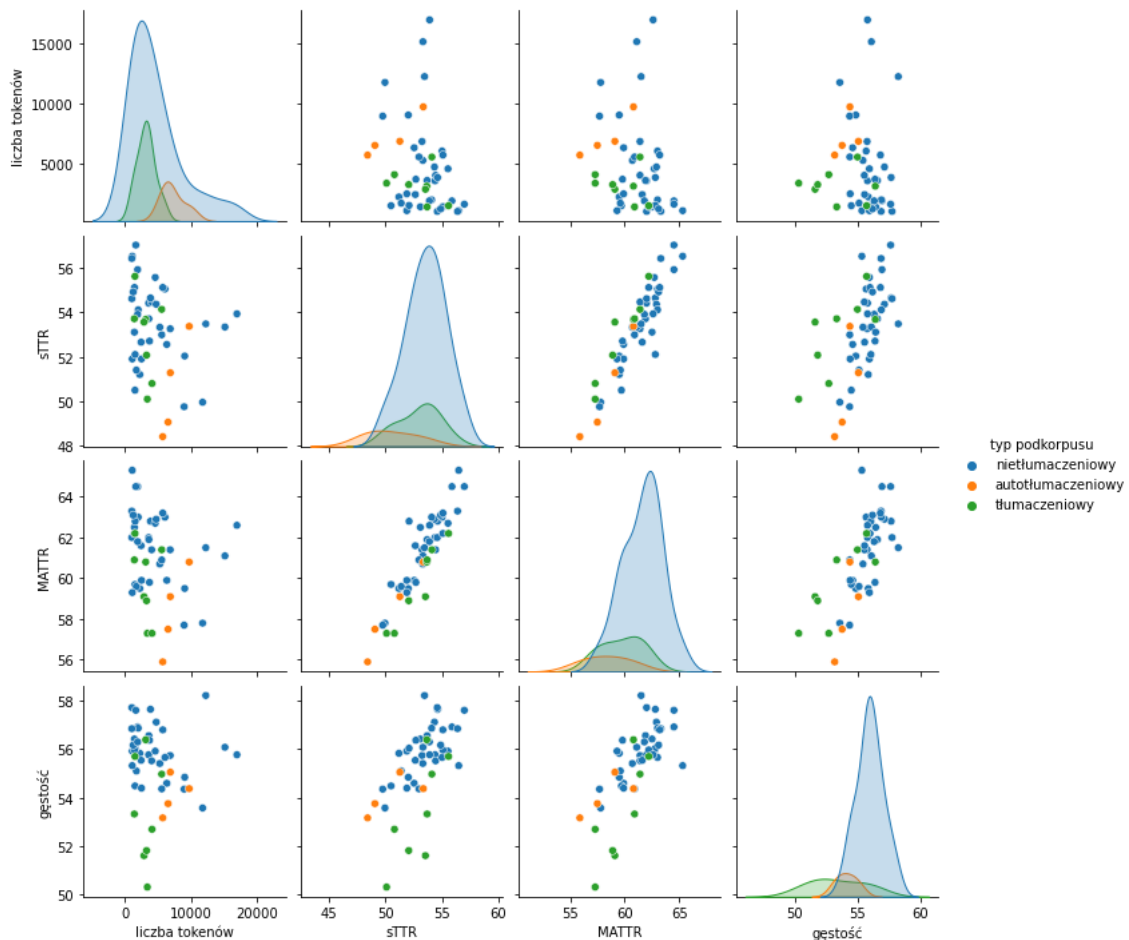 liczba tokenów
15000
10000
5000
sTTR
56
54
52
50
48
MATTR
64
62
60
58
56
gęstość
58
56
54
52
50
0 10000 20000
liczba tokenów
45 50 55 60
sTTR
55 60 65
MATTR
50 55 60
gęstość
typ podkorpusu
nietłumaczeniowy
autotłumaczeniowy
tłumaczeniowy